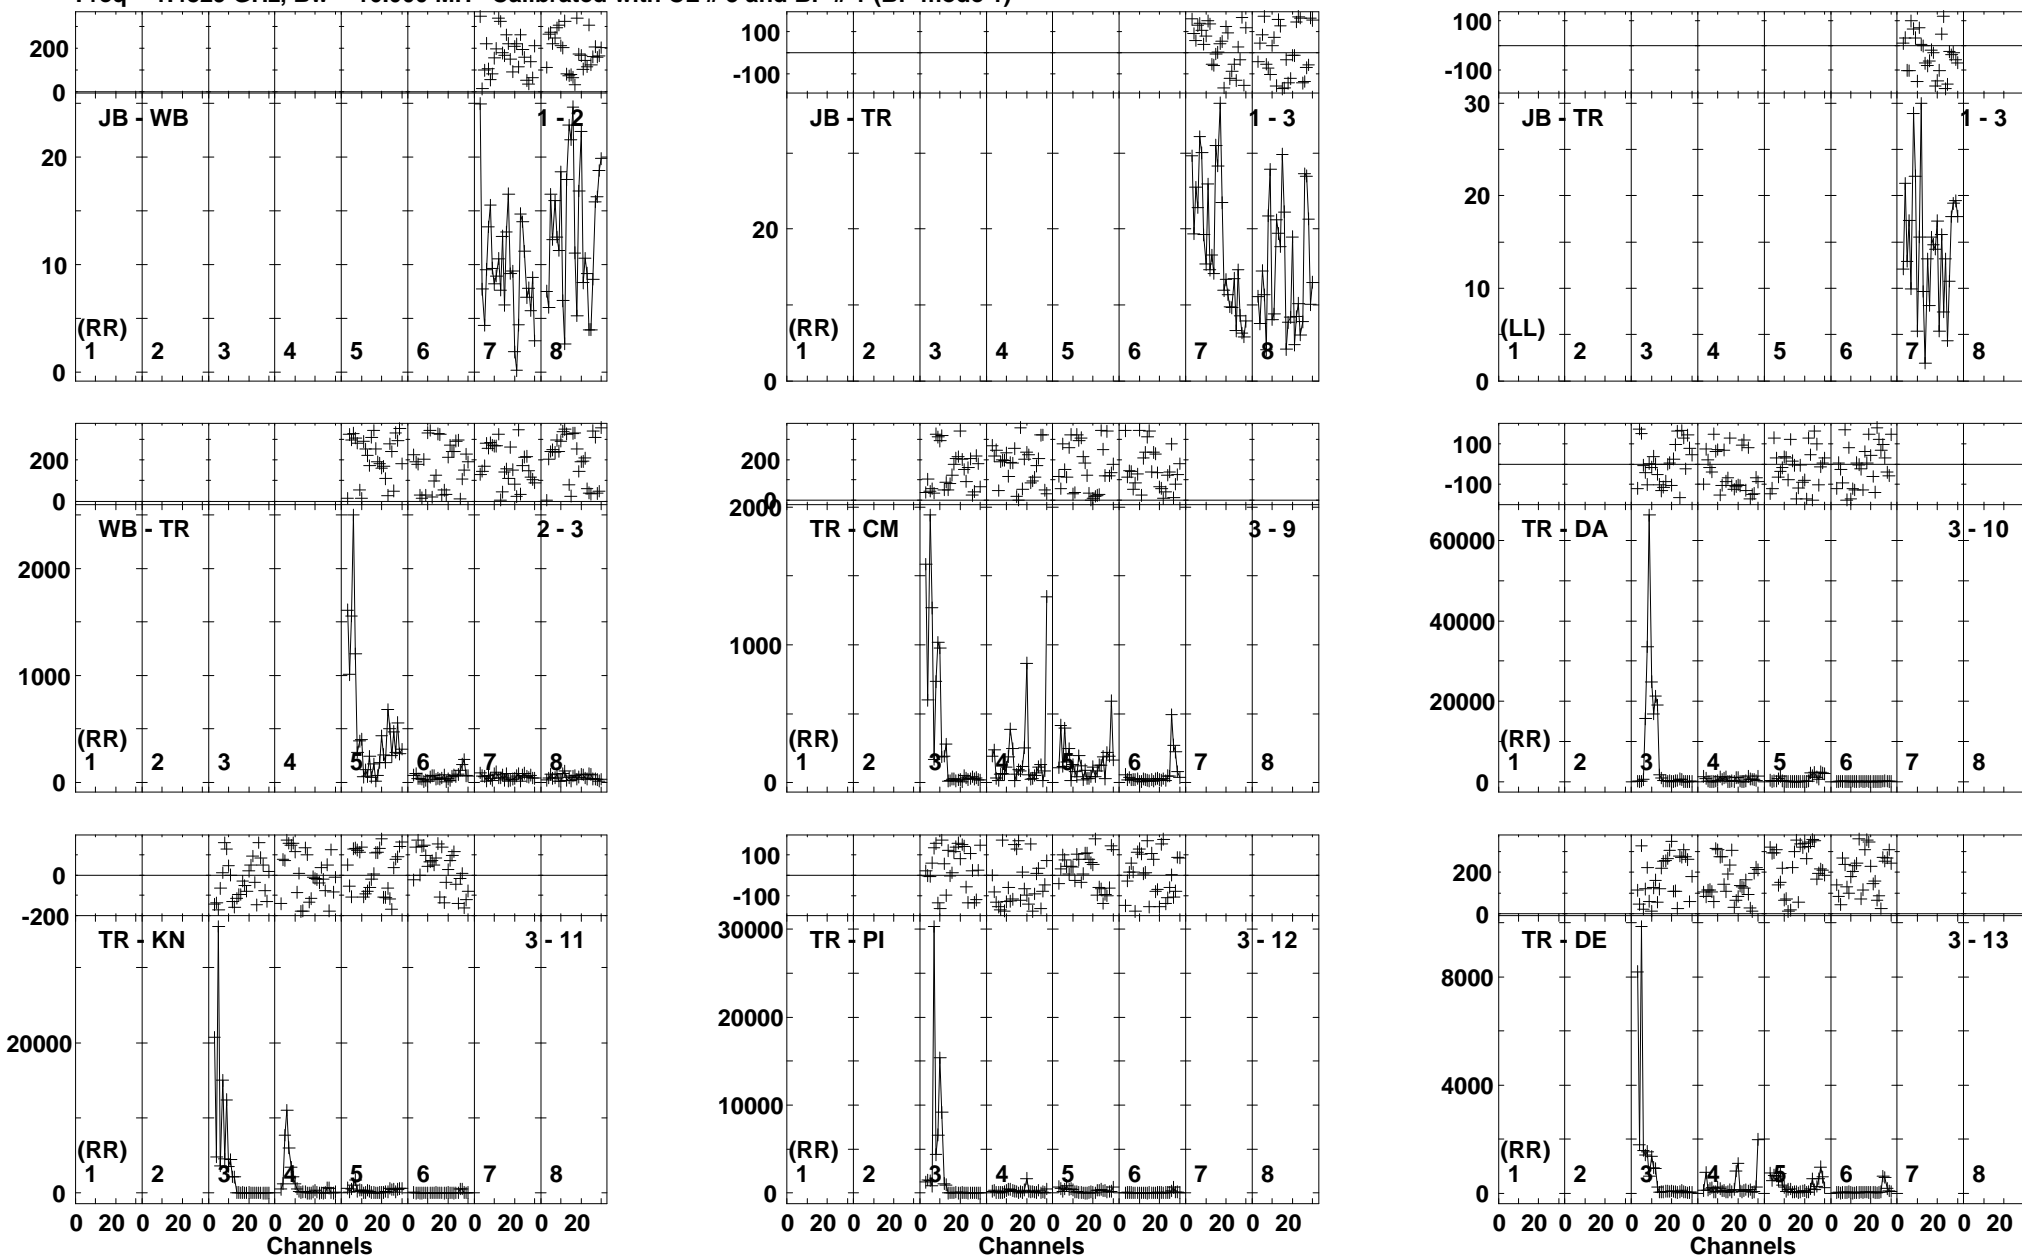 200
0
JB - WB
1 - 2
20
10
0
(RR)
1 2 3 4 5 6 7 8
100
-100
JB - TR
1 - 3
20
0
(RR)
1 2 3 4 5 6 7 8
100
-100
JB - TR
1 - 3
30
20
10
0
(LL)
1 2 3 4 5 6 7 8
200
0
WB - TR
2 - 3
2000
1000
0
(RR)
1 2 3 4 5 6 7 8
200
0
2000
TR - CM
3 - 9
1000
0
(RR)
1 2 3 4 5 6 7 8
100
-100
TR - DA
3 - 10
60000
40000
20000
0
(RR)
1 2 3 4 5 6 7 8
0
-200
TR - KN
3 - 11
20000
0
(RR)
1 2 3 4 5 6 7 8
0 20 0 20 0 20 0 20 0 20 0 20 0 20 0 20
Channels
100
-100
TR - PI
3 - 12
30000
20000
10000
0
(RR)
1 2 3 4 5 6 7 8
0 20 0 20 0 20 0 20 0 20 0 20 0 20 0 20
Channels
200
0
TR - DE
3 - 13
8000
4000
0
(RR)
1 2 3 4 5 6 7 8
0 20 0 20 0 20 0 20 0 20 0 20 0 20 0 20
Channels